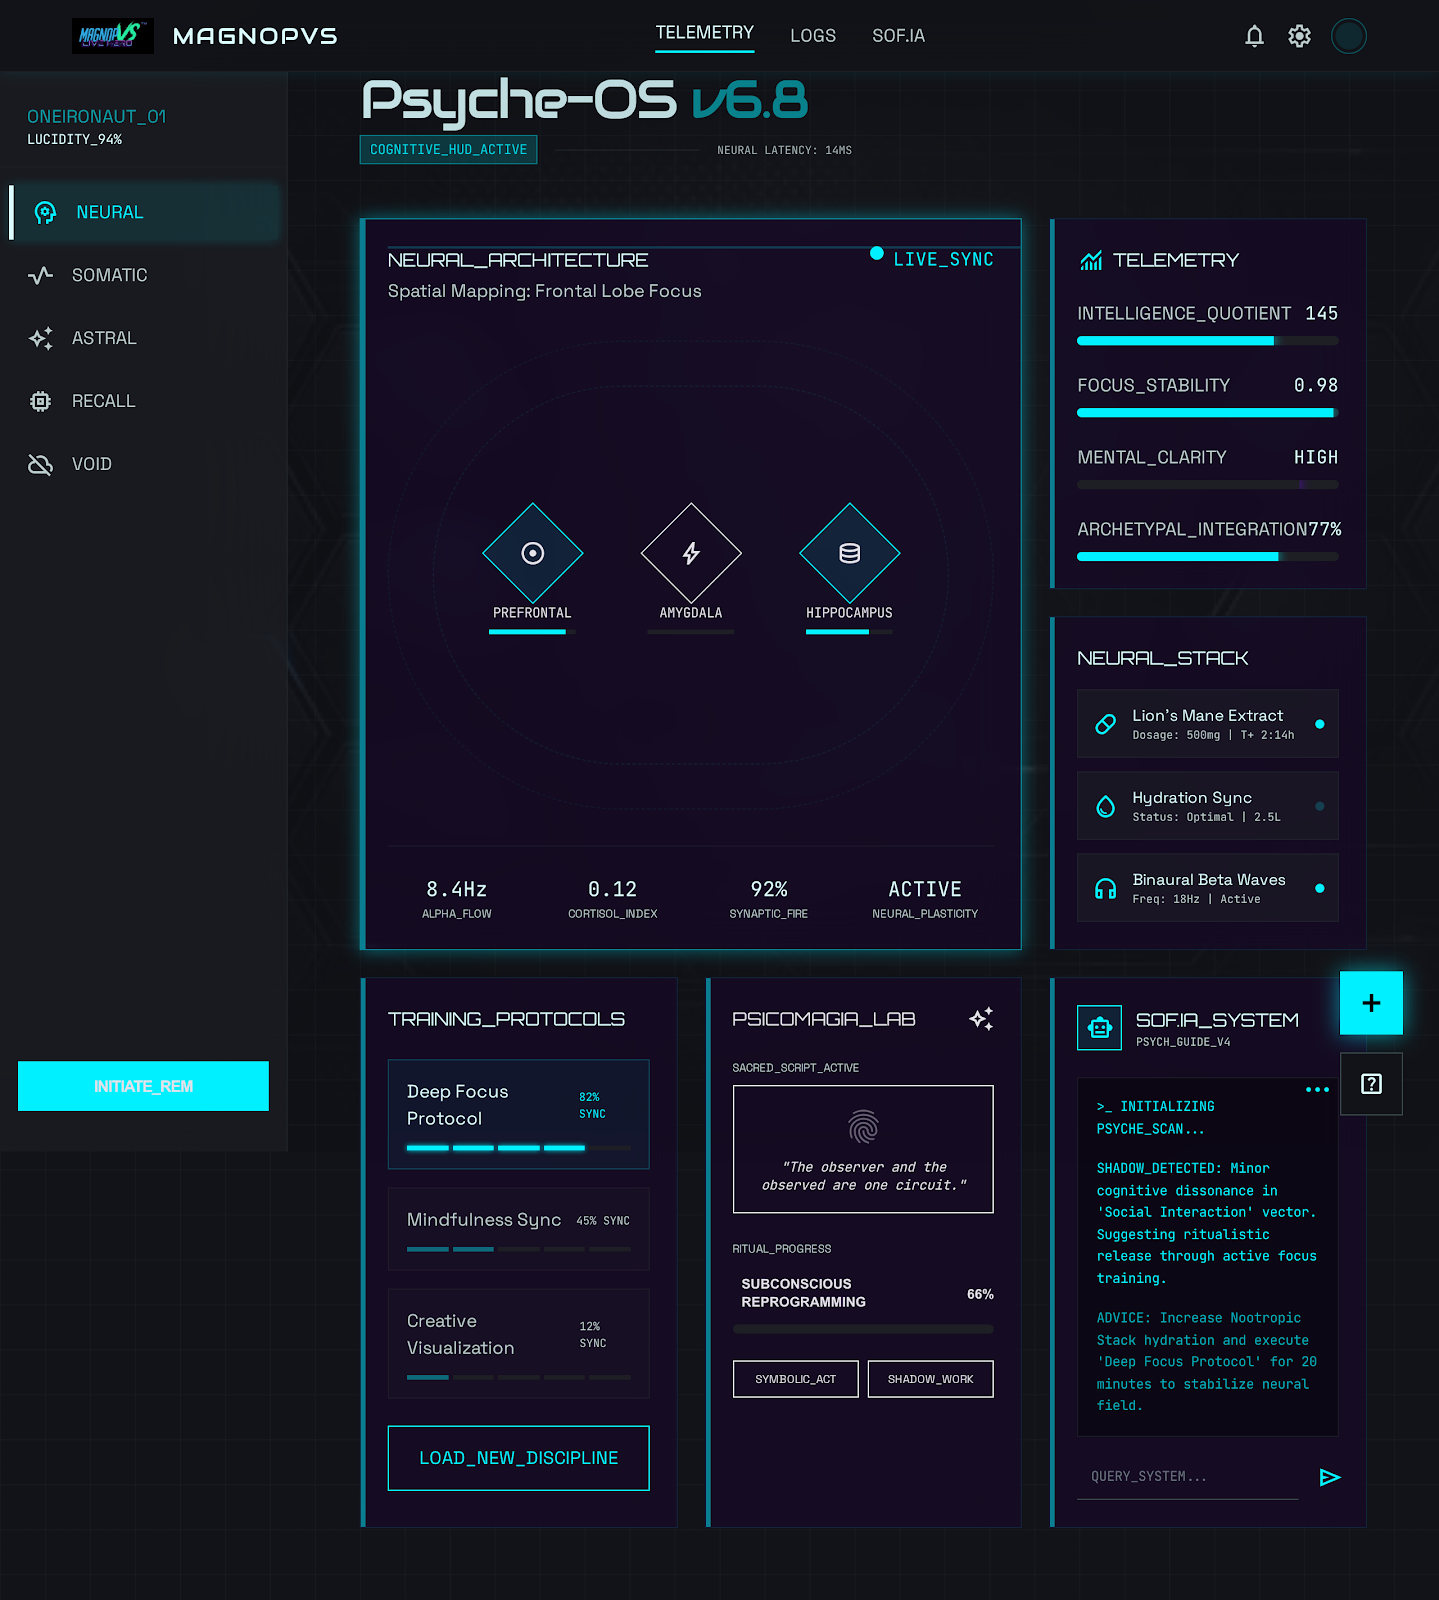 MAGNOPVS™
LIVE HERO
MAGNOPVS
TELEMETRY
LOGS
SOF.IA
ONEIRONAUT_01
LUCIDITY_94%
NEURAL
SOMATIC
ASTRAL
RECALL
VOID
INITIATE_REM
Psyche-OS v6.8
COGNITIVE_HUD_ACTIVE
NEURAL LATENCY: 14MS
NEURAL_ARCHITECTURE
LIVE_SYNC
Spatial Mapping: Frontal Lobe Focus
PREFRONTAL
AMYGDALA
HIPPOCAMPUS
8.4Hz
ALPHA_FLOW
0.12
CORTISOL_INDEX
92%
SYNAPTIC_FIRE
ACTIVE
NEURAL_PLASTICITY
TELEMETRY
INTELLIGENCE_QUOTIENT 145
FOCUS_STABILITY 0.98
MENTAL_CLARITY HIGH
ARCHETYPAL_INTEGRATION 77%
NEURAL_STACK
Lion's Mane Extract
Dosage: 500mg | T+ 2:14h
Hydration Sync
Status: Optimal | 2.5L
Binaural Beta Waves
Freq: 18Hz | Active
TRAINING_PROTOCOLS
Deep Focus
Protocol
82%
SYNC
Mindfulness Sync 45% SYNC
Creative
Visualization
12%
SYNC
LOAD_NEW_DISCIPLINE
PSICOMAGIA_LAB
SACRED_SCRIPT_ACTIVE
"The observer and the
observed are one circuit."
RITUAL_PROGRESS
SUBCONSCIOUS
REPROGRAMMING
66%
SYMBOLIC_ACT
SHADOW_WORK
SOF.IA_SYSTEM
PSYCH_GUIDE_V4
>_ INITIALIZING
PSYCHE_SCAN...
SHADOW_DETECTED: Minor
cognitive dissonance in
'Social Interaction' vector.
Suggesting ritualistic
release through active focus
training.
ADVICE: Increase Nootropic
Stack hydration and execute
'Deep Focus Protocol' for 20
minutes to stabilize neural
field.
QUERY_SYSTEM...